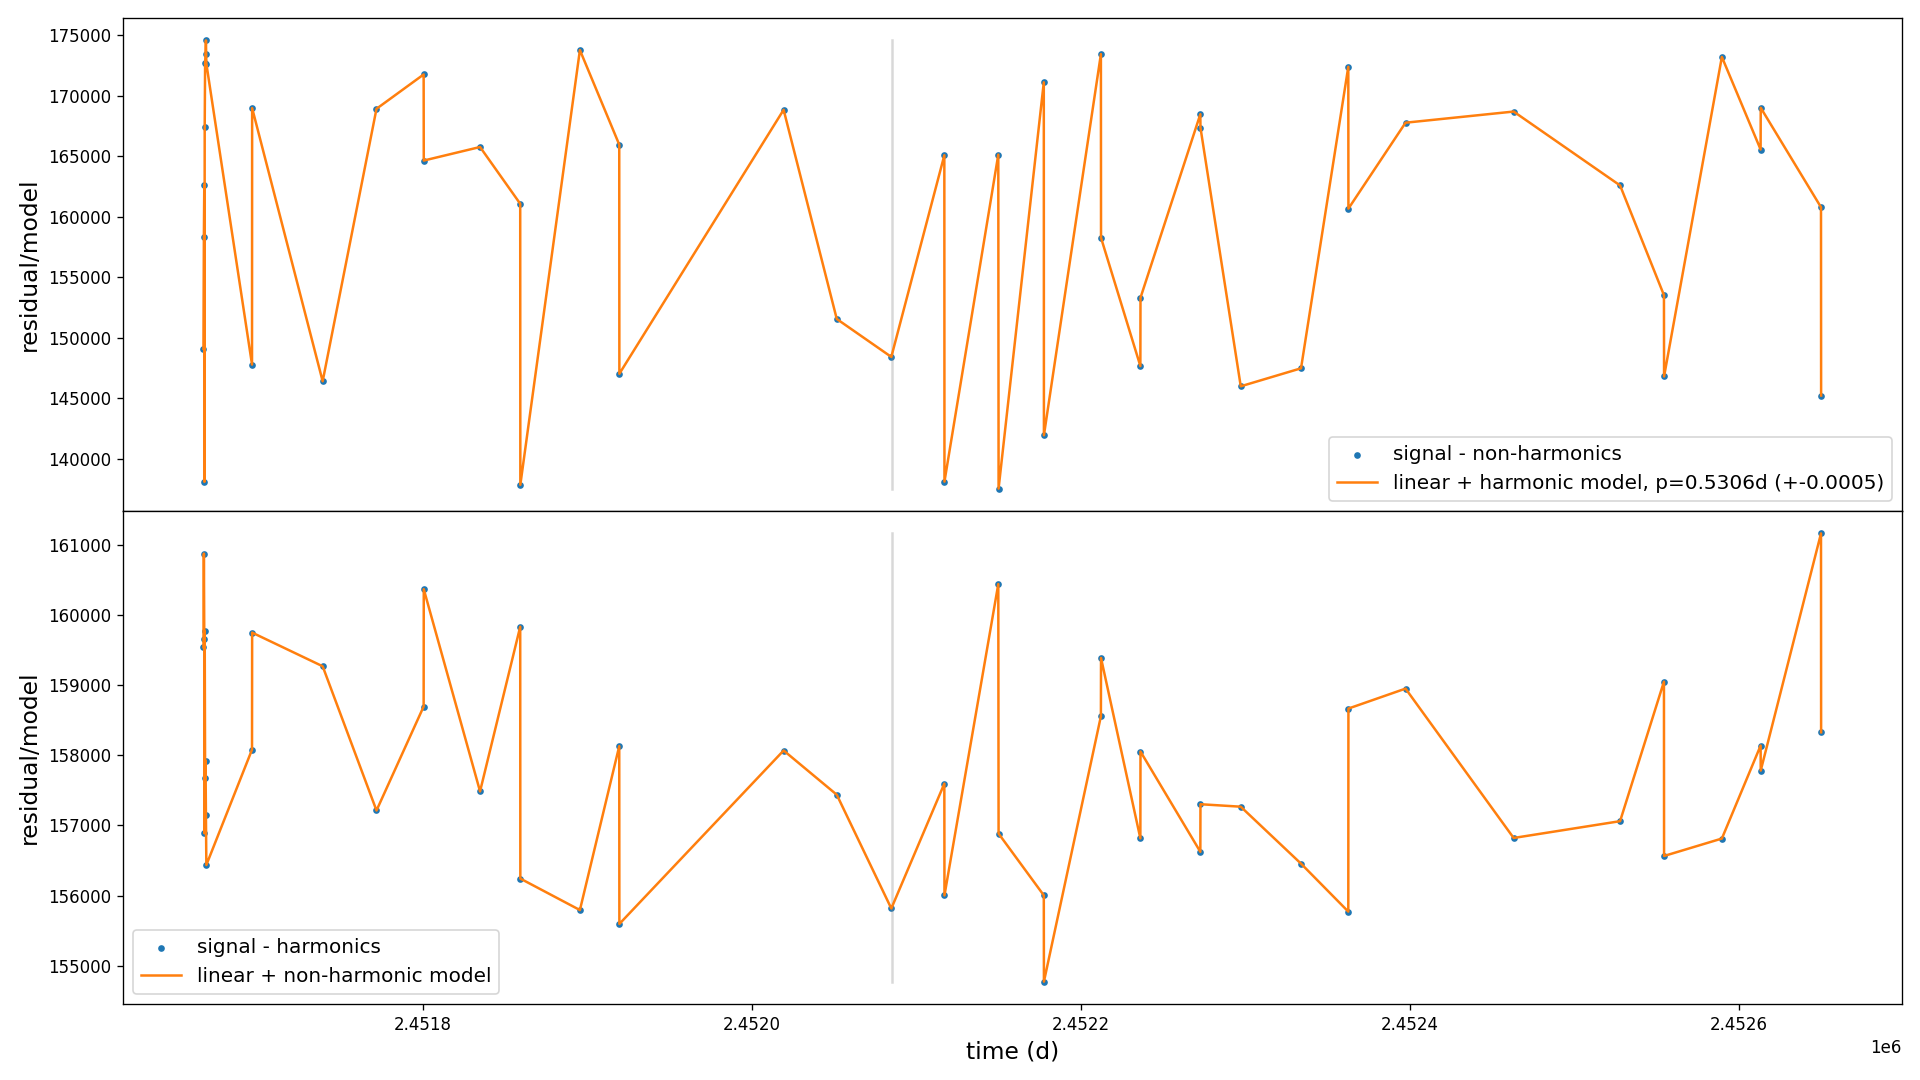 175000
170000
165000
160000
155000
150000
145000
140000
residual/model
signal - non-harmonics
linear + harmonic model, p=0.5306d (+-0.0005)
161000
160000
159000
158000
157000
156000
155000
residual/model
signal - harmonics
linear + non-harmonic model
2.4518
2.4520
2.4522
2.4524
2.4526
1e6
time (d)